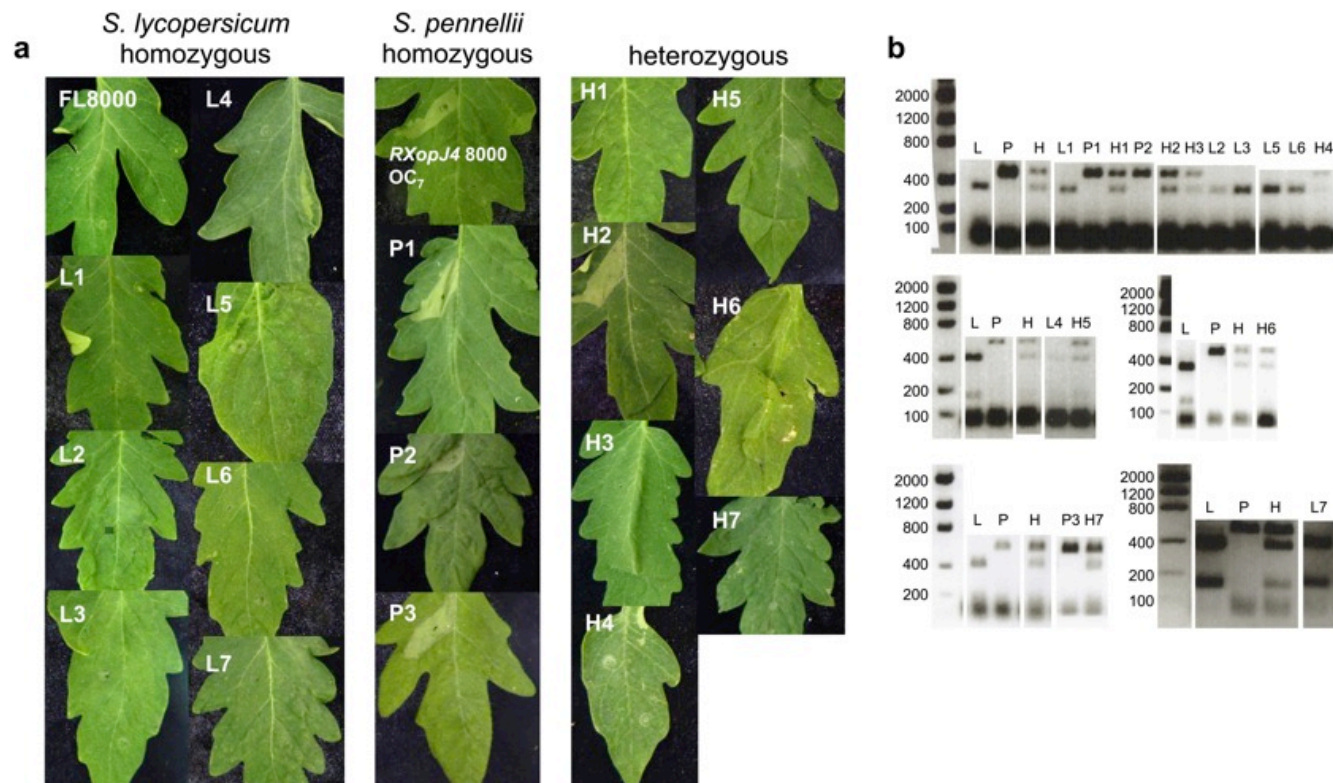 a
S. lycopersicum
homozygous
S. pennellii
homozygous
heterozygous
FL8000
L4
L1
L5
L2
L6
L3
L7
RXopJ4 8000
OC7
P1
P2
P3
H1
H5
H2
H6
H3
H7
H4
b
2000
1200
800
400
200
100
L P H L1 P1 H1 P2 H2 H3 L2 L3 L5 L6 H4
2000
1200
800
400
200
100
L P H L4 H5
2000
1200
800
400
200
100
L P H H6
2000
1200
800
400
200
L P H P3 H7
2000
1200
800
400
200
100
L P H L7